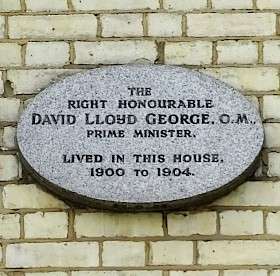 THE
RIGHT HONOURABLE
DAVID LLOYD GEORGE, O.M.,
PRIME MINISTER,
LIVED IN THIS HOUSE,
1900 TO 1904.